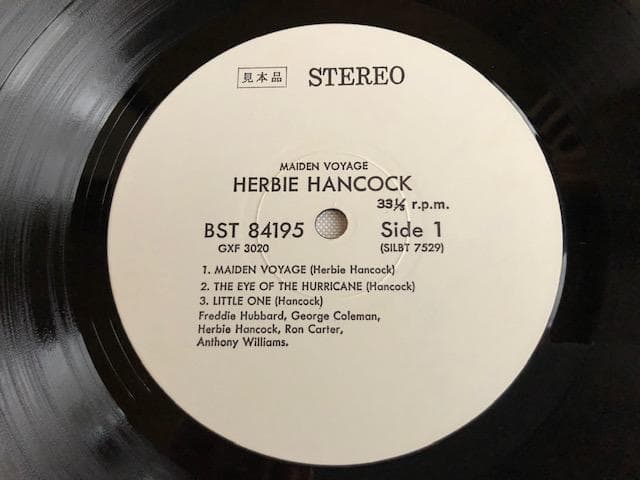 見本品 STEREO
MAIDEN VOYAGE
HERBIE HANCOCK
33⅓ r.p.m.
BST 84195 Side 1
GXF 3020 (SILBT 7529)
1. MAIDEN VOYAGE (Herbie Hancock)
2. THE EYE OF THE HURRICANE (Hancock)
3. LITTLE ONE (Hancock)
Freddie Hubbard, George Coleman,
Herbie Hancock, Ron Carter,
Anthony Williams.